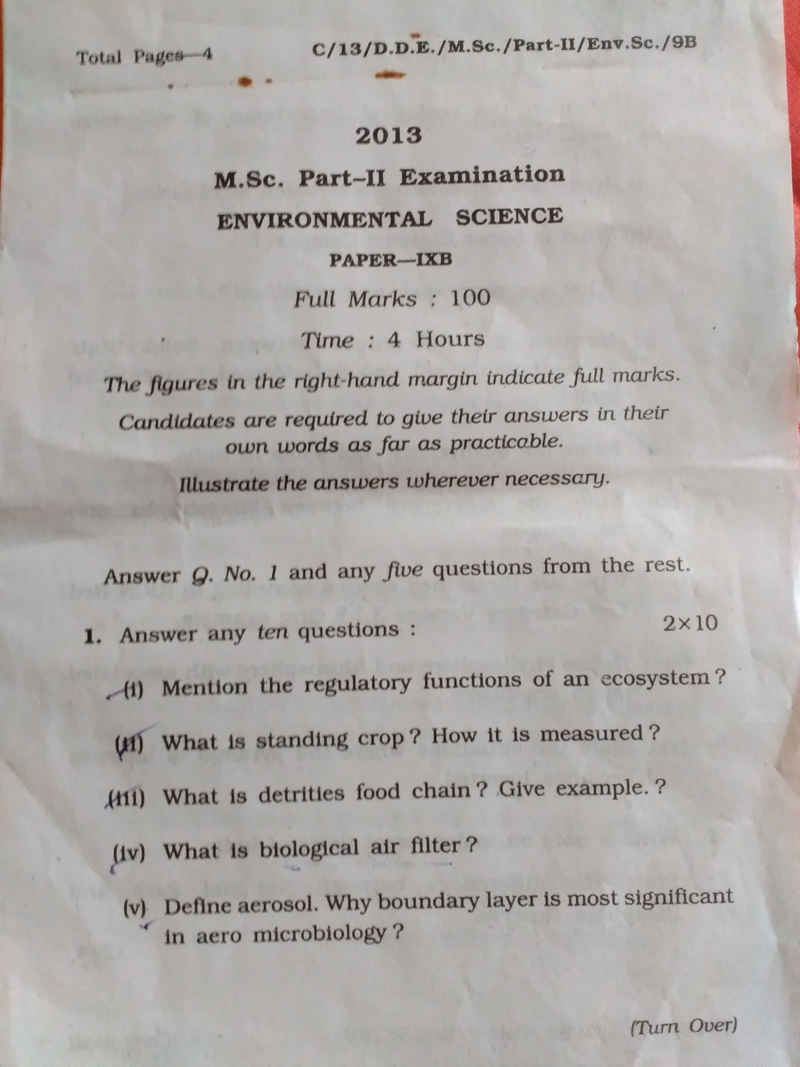 Total Pages—4
C/13/D.D.E./M.Sc./Part-II/Env.Sc./9B
2013
M.Sc. Part–II Examination
ENVIRONMENTAL SCIENCE
PAPER—IXB
Full Marks : 100
Time : 4 Hours
The figures in the right-hand margin indicate full marks.
Candidates are required to give their answers in their
own words as far as practicable.
Illustrate the answers wherever necessary.
Answer Q. No. 1 and any five questions from the rest.
1. Answer any ten questions : 2×10
(i) Mention the regulatory functions of an ecosystem?
(ii) What is standing crop? How it is measured?
(iii) What is detrities food chain? Give example.?
(iv) What is biological air filter?
(v) Define aerosol. Why boundary layer is most significant
in aero microbiology?
(Turn Over)